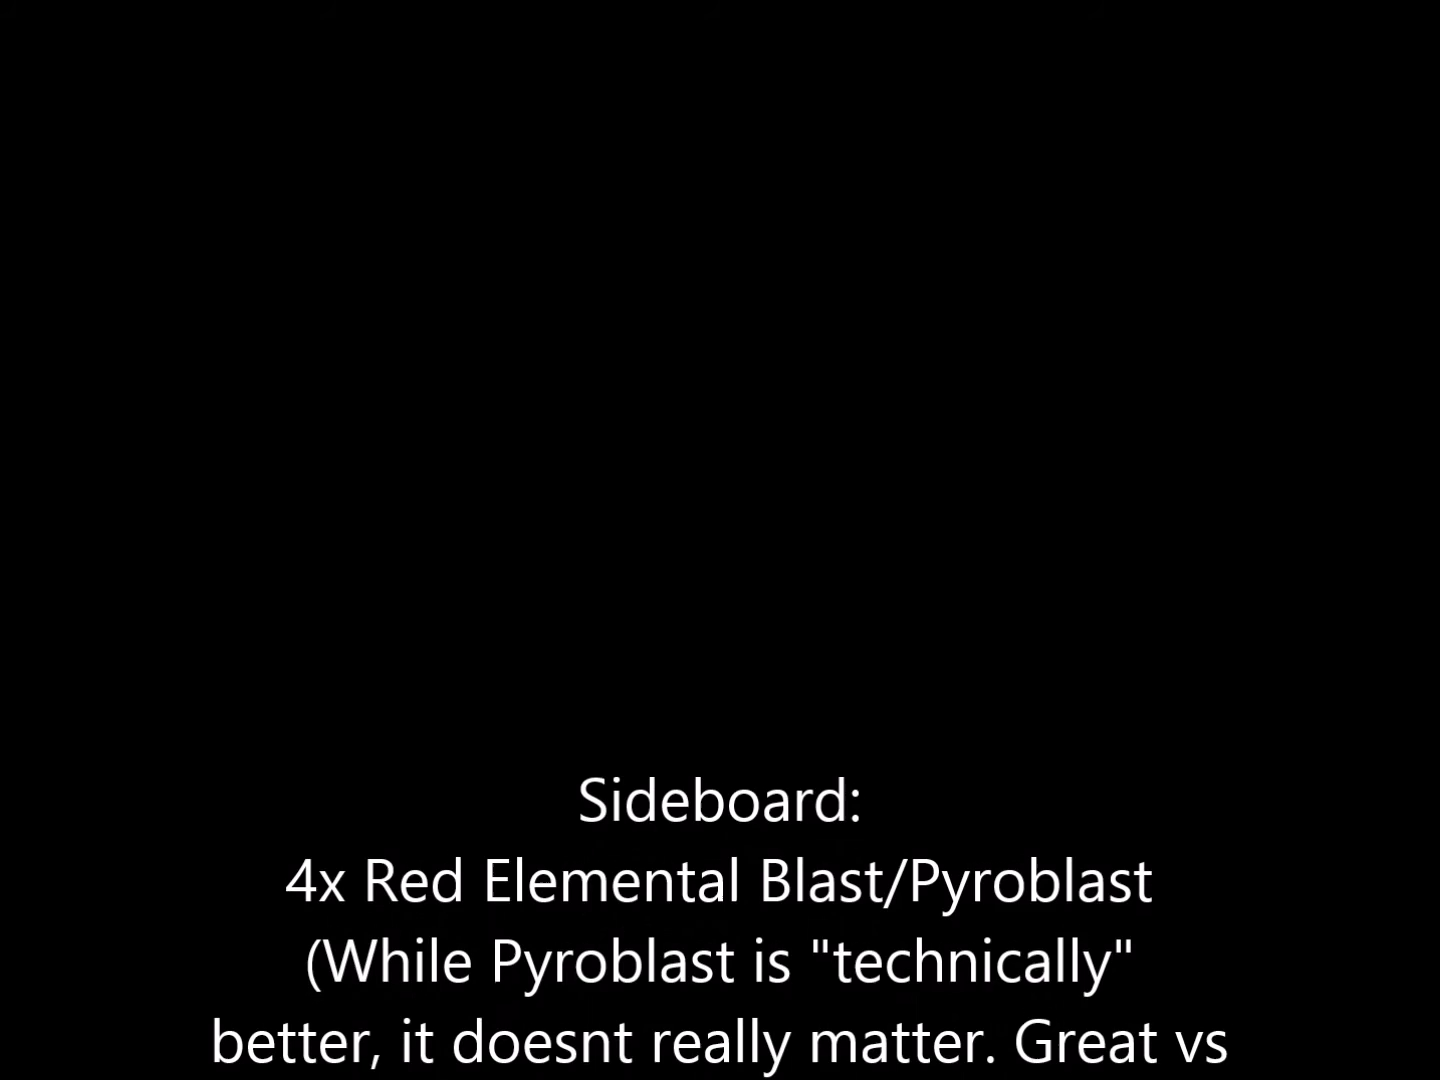 Sideboard:
4x Red Elemental Blast/Pyroblast
(While Pyroblast is "technically"
better, it doesnt really matter. Great vs